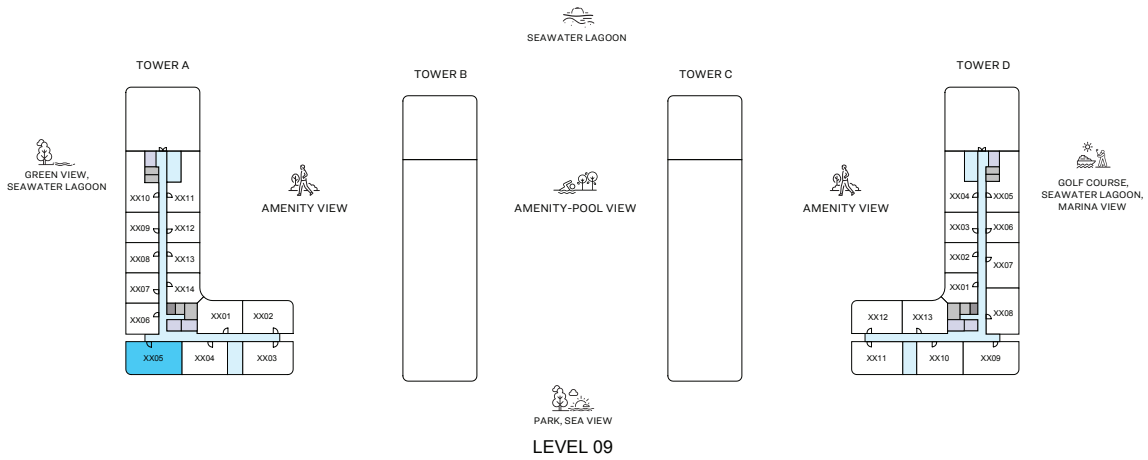 SEAWATER LAGOON
TOWER A
TOWER B
TOWER C
TOWER D
GREEN VIEW,
SEAWATER LAGOON
AMENITY VIEW
AMENITY-POOL VIEW
AMENITY VIEW
GOLF COURSE,
SEAWATER LAGOON,
MARINA VIEW
XX10 XX11
XX09 XX12
XX08 XX13
XX07 XX14
XX06 XX01 XX02
XX05 XX04 XX03
XX04 XX05
XX03 XX06
XX02 XX07
XX01
XX12 XX13 XX08
XX11 XX10 XX09
PARK, SEA VIEW
LEVEL 09